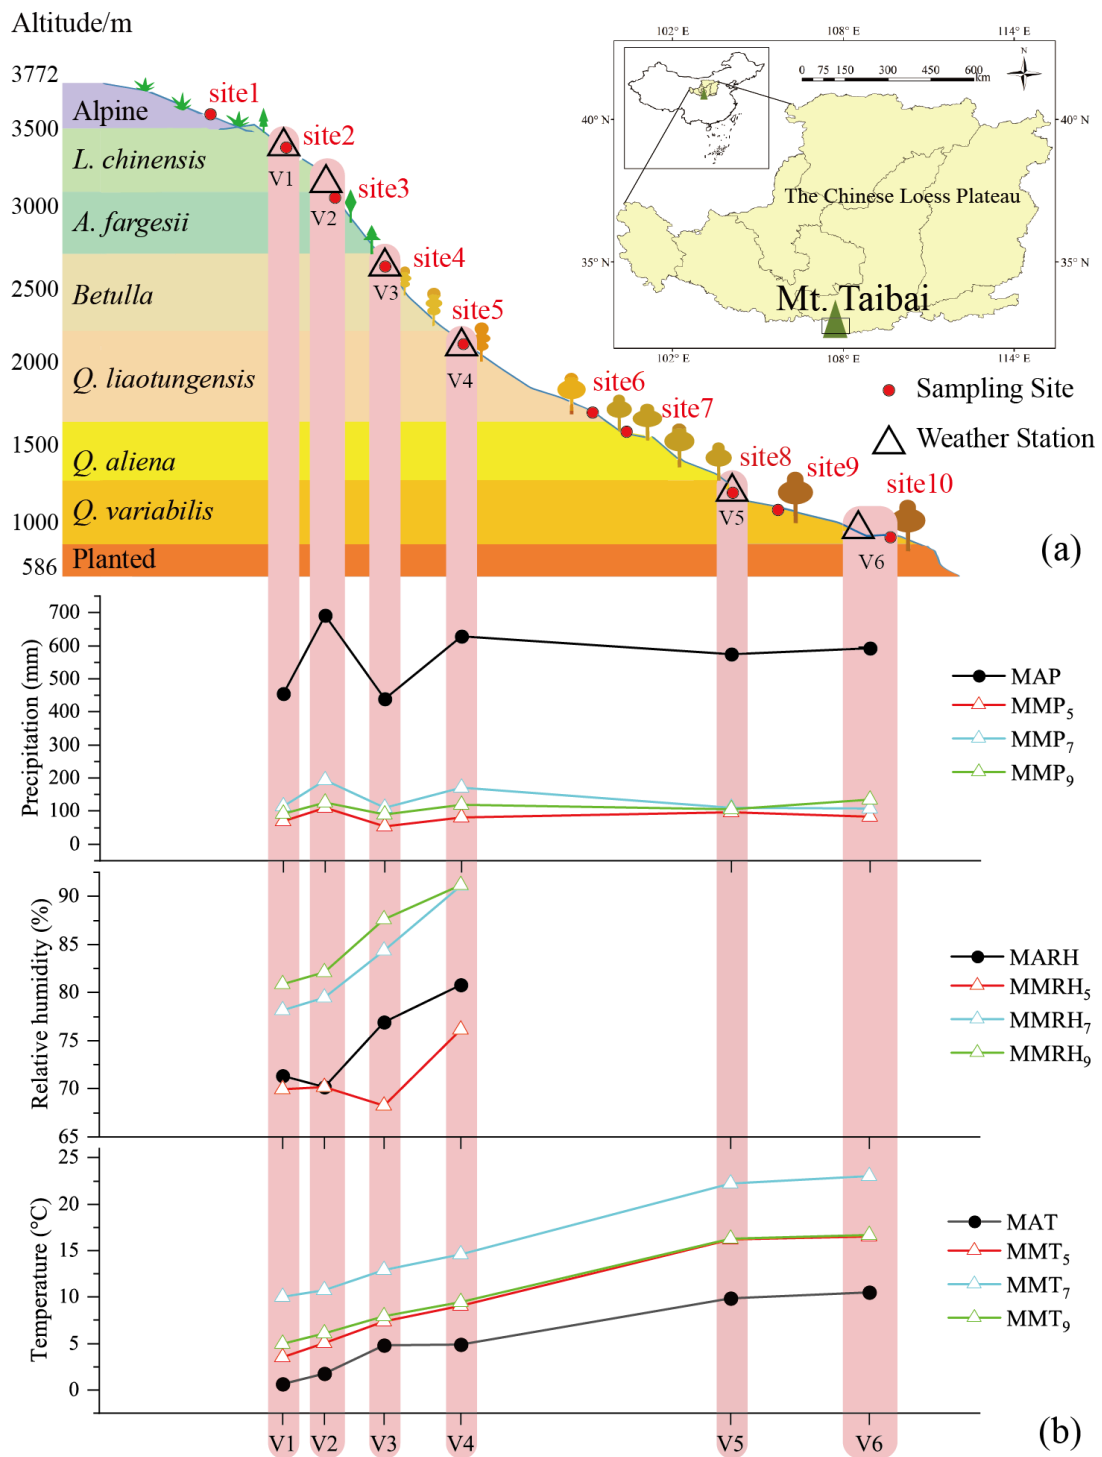 Altitude/m
3772
3500
3000
2500
2000
1500
1000
586
Alpine
L. chinensis
A. fargesii
Betulla
Q. liaotungensis
Q. aliena
Q. variabilis
Planted
site1
site2
site3
site4
site5
site6
site7
site8
site9
site10
V1
V2
V3
V4
V5
V6
102° E
108° E
114° E
40° N
40° N
35° N
35° N
102° E
108° E
114° E
0 75 150 300 450 600
km
N
The Chinese Loess Plateau
Mt. Taibai
Sampling Site
Weather Station
(a)
Precipitation (mm)
700
600
500
400
300
200
100
0
MAP
MMP5
MMP7
MMP9
Relative humidity (%)
90
85
80
75
70
65
MARH
MMRH5
MMRH7
MMRH9
Temperature (°C)
25
20
15
10
5
0
MAT
MMT5
MMT7
MMT9
V1 V2 V3 V4 V5 V6
(b)